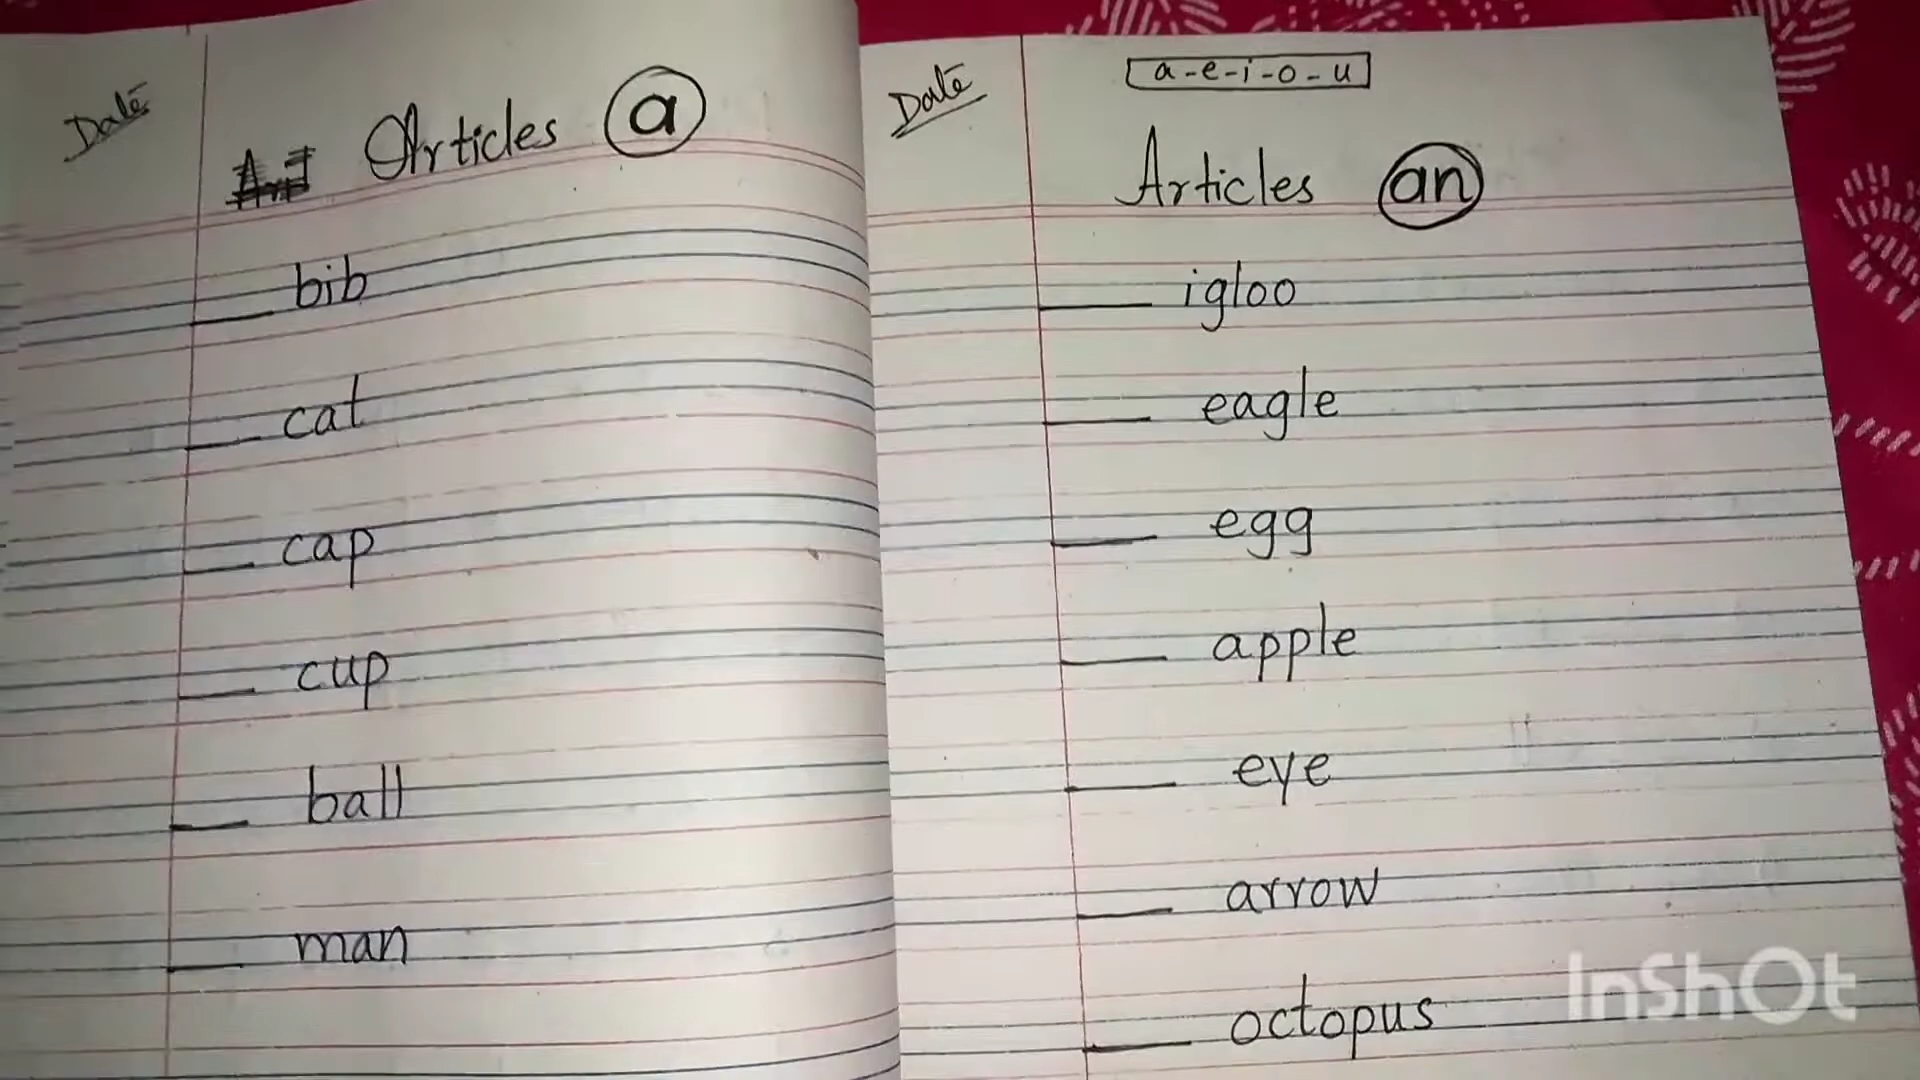 Date
Articles a
___ bib
___ cat
___ cap
___ cup
___ ball
___ man
Date
a-e-i-o-u
Articles an
___ igloo
___ eagle
___ egg
___ apple
___ eye
___ arrow
___ octopus
InShOt